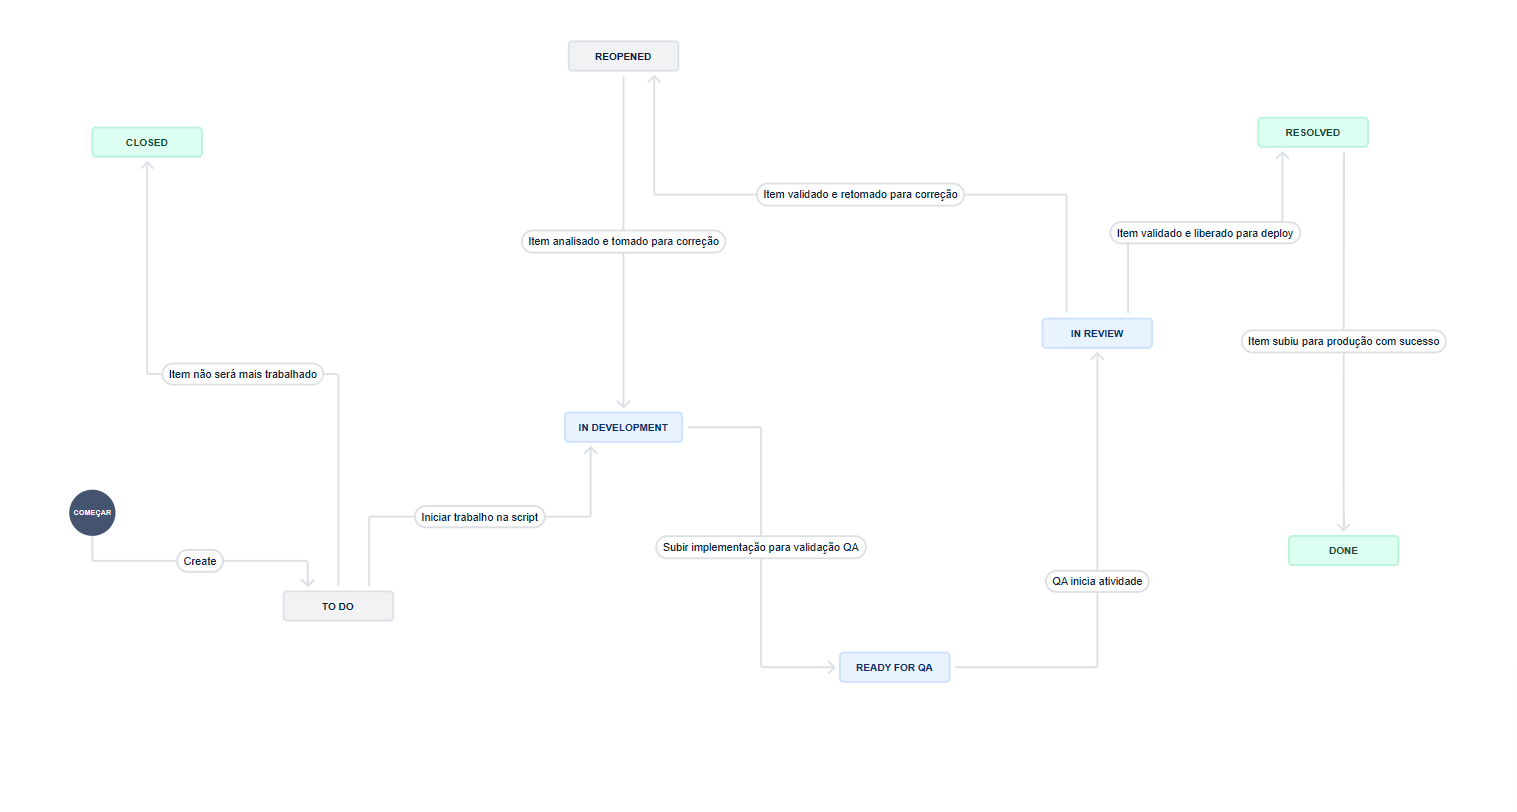 REOPENED
RESOLVED
CLOSED
Item validado e retomado para correção
Item validado e liberado para deploy
Item analisado e tomado para correção
IN REVIEW
Item subiu para produção com sucesso
Item não será mais trabalhado
IN DEVELOPMENT
COMEÇAR
Iniciar trabalho na script
Subir implementação para validação QA
DONE
Create
QA inicia atividade
TO DO
READY FOR QA